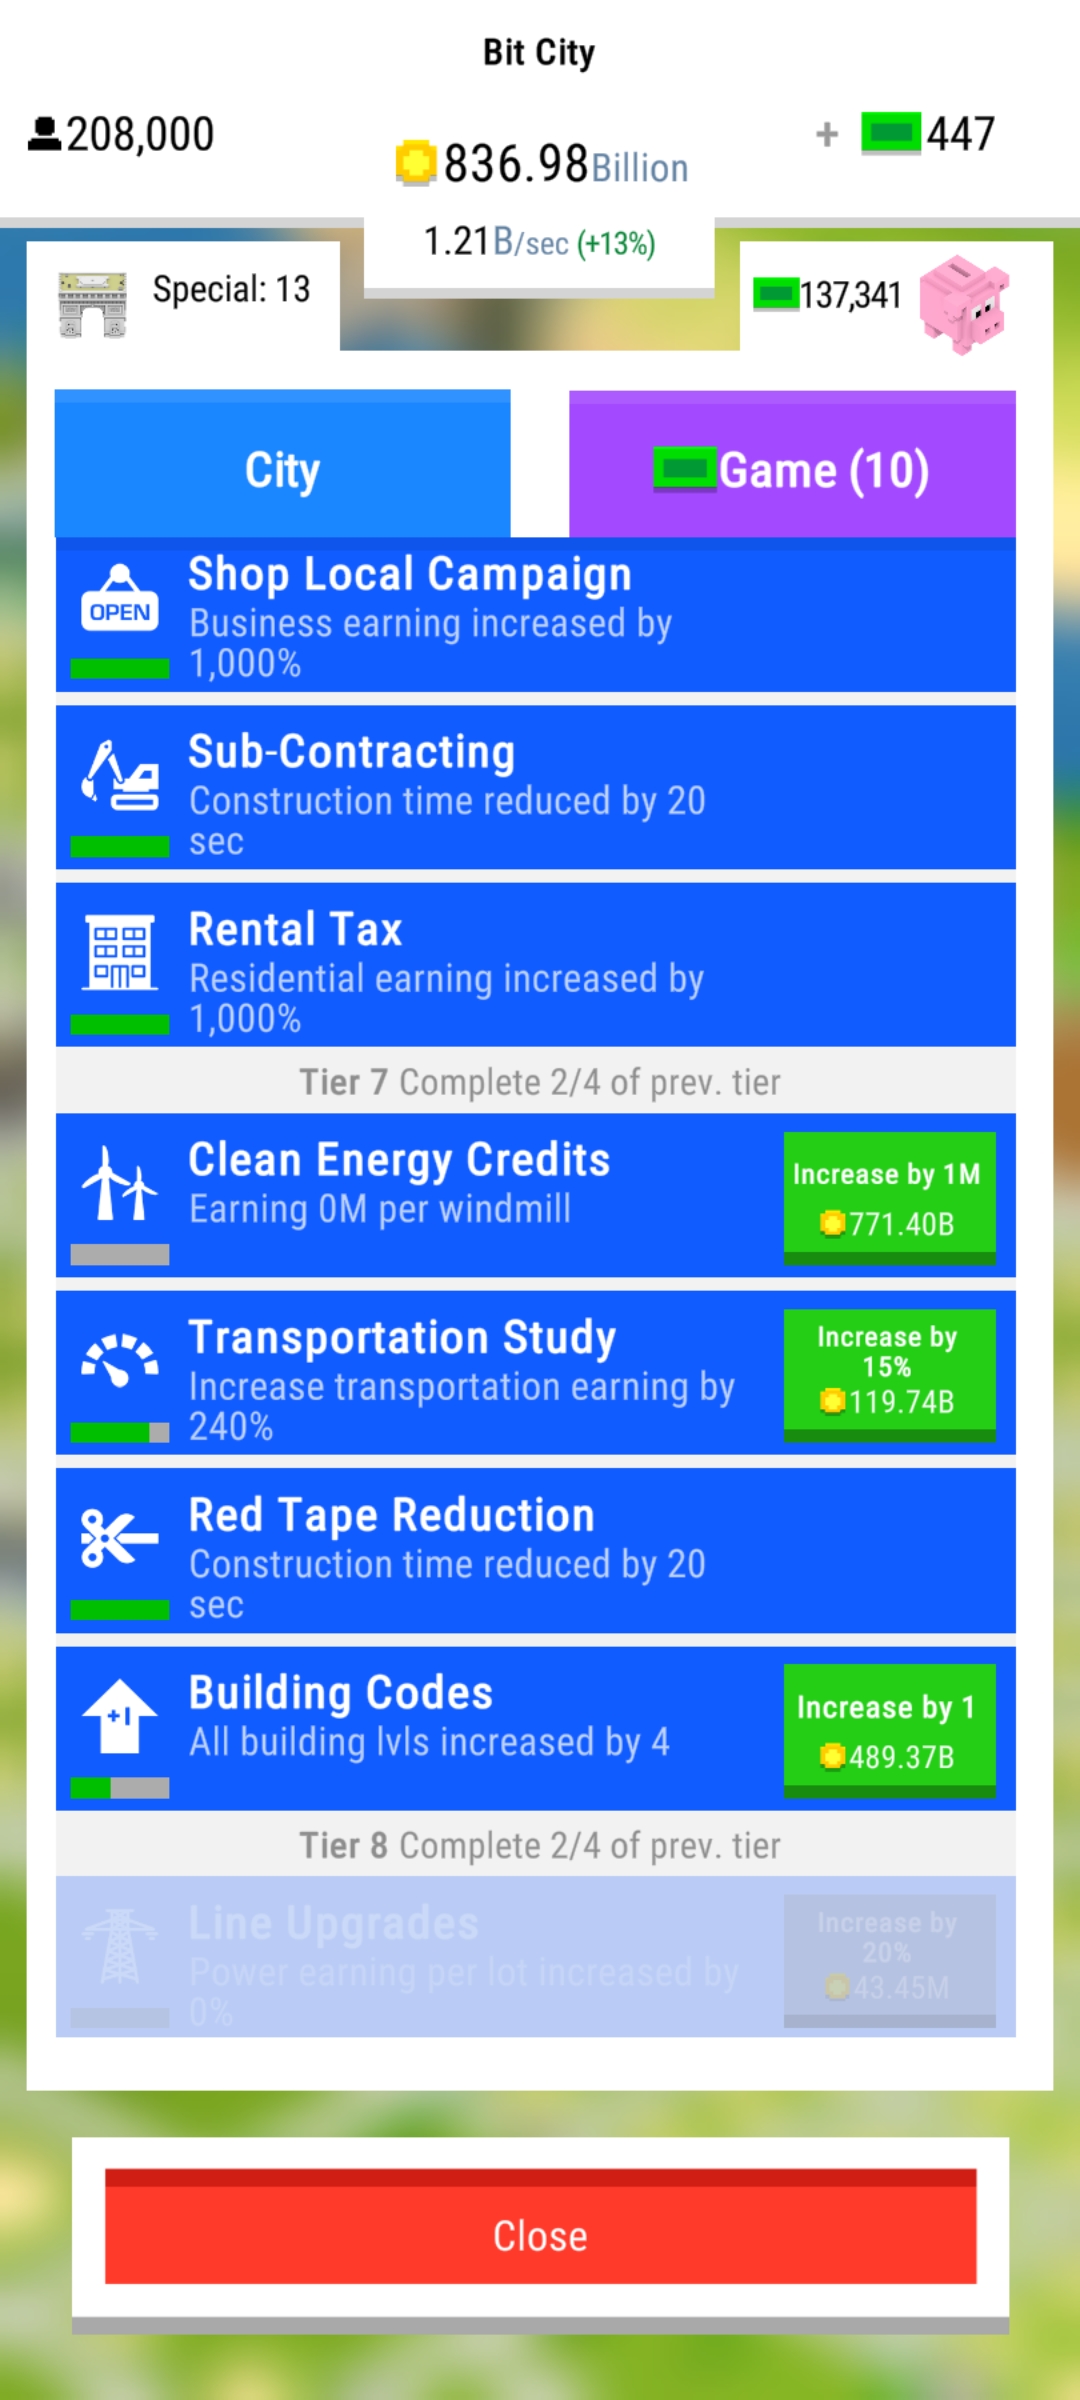 Bit City
208,000
836.98Billion
+ 447
1.21B/sec (+13%)
Special: 13
137,341
City
Game (10)
Shop Local Campaign
OPEN
Business earning increased by
1,000%
Sub-Contracting
Construction time reduced by 20
sec
Rental Tax
Residential earning increased by
1,000%
Tier 7 Complete 2/4 of prev. tier
Clean Energy Credits
Earning 0M per windmill
Increase by 1M
771.40B
Transportation Study
Increase transportation earning by
240%
Increase by
15%
119.74B
Red Tape Reduction
Construction time reduced by 20
sec
+1
Building Codes
All building lvls increased by 4
Increase by 1
489.37B
Tier 8 Complete 2/4 of prev. tier
Line Upgrades
Power earning per lot increased by
0%
Increase by
20%
43.45M
Close